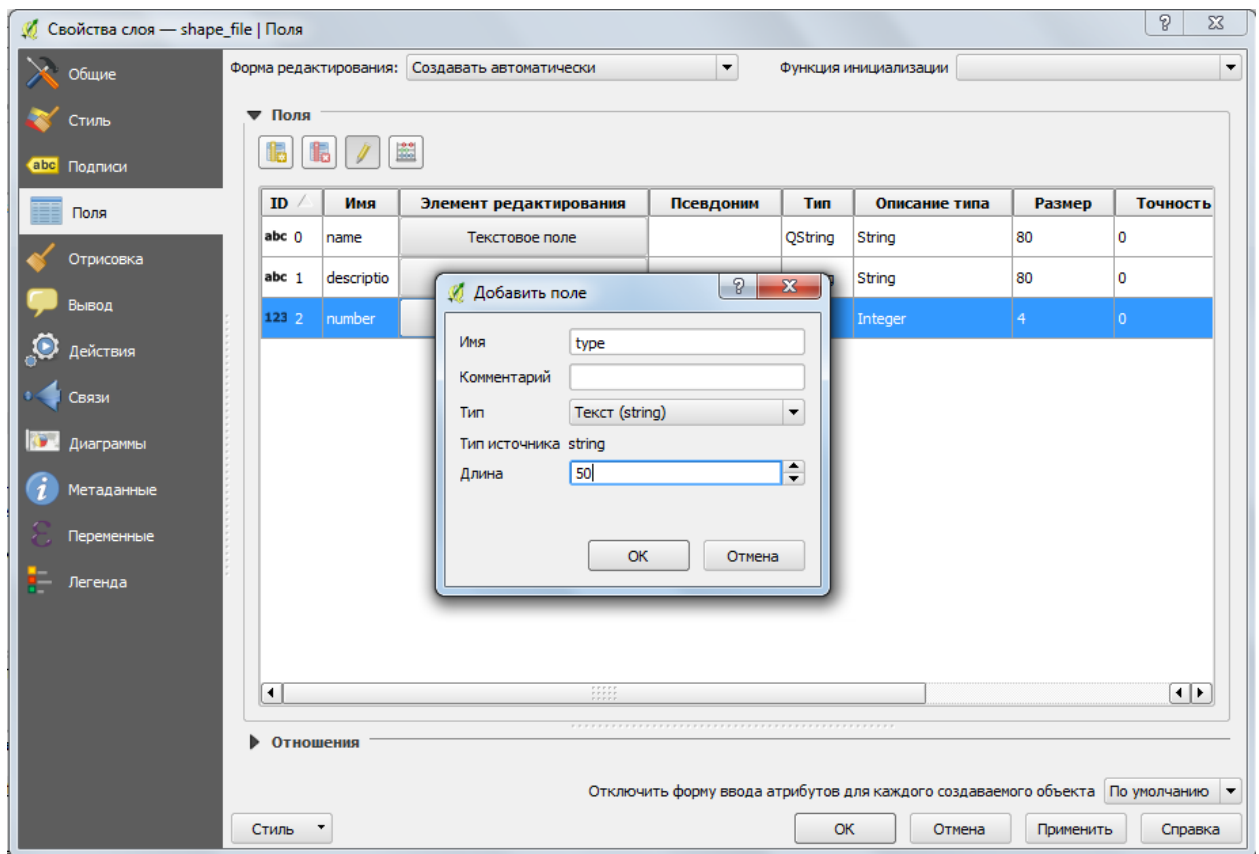 Свойства слоя — shape_file | Поля
Общие
Стиль
abc Подписи
Поля
Отрисовка
Вывод
Действия
Связи
Диаграммы
Метаданные
Переменные
Легенда
Форма редактирования: Создавать автоматически Функция инициализации
Поля
ID Имя Элемент редактирования Псевдоним Тип Описание типа Размер Точность
abc 0 name Текстовое поле QString String 80 0
abc 1 descriptio String 80 0
123 2 number Integer 4 0
Добавить поле
Имя type
Комментарий
Тип Текст (string)
Тип источника string
Длина 50
OK Отмена
Отношения
Отключить форму ввода атрибутов для каждого создаваемого объекта По умолчанию
Стиль OK Отмена Применить Справка